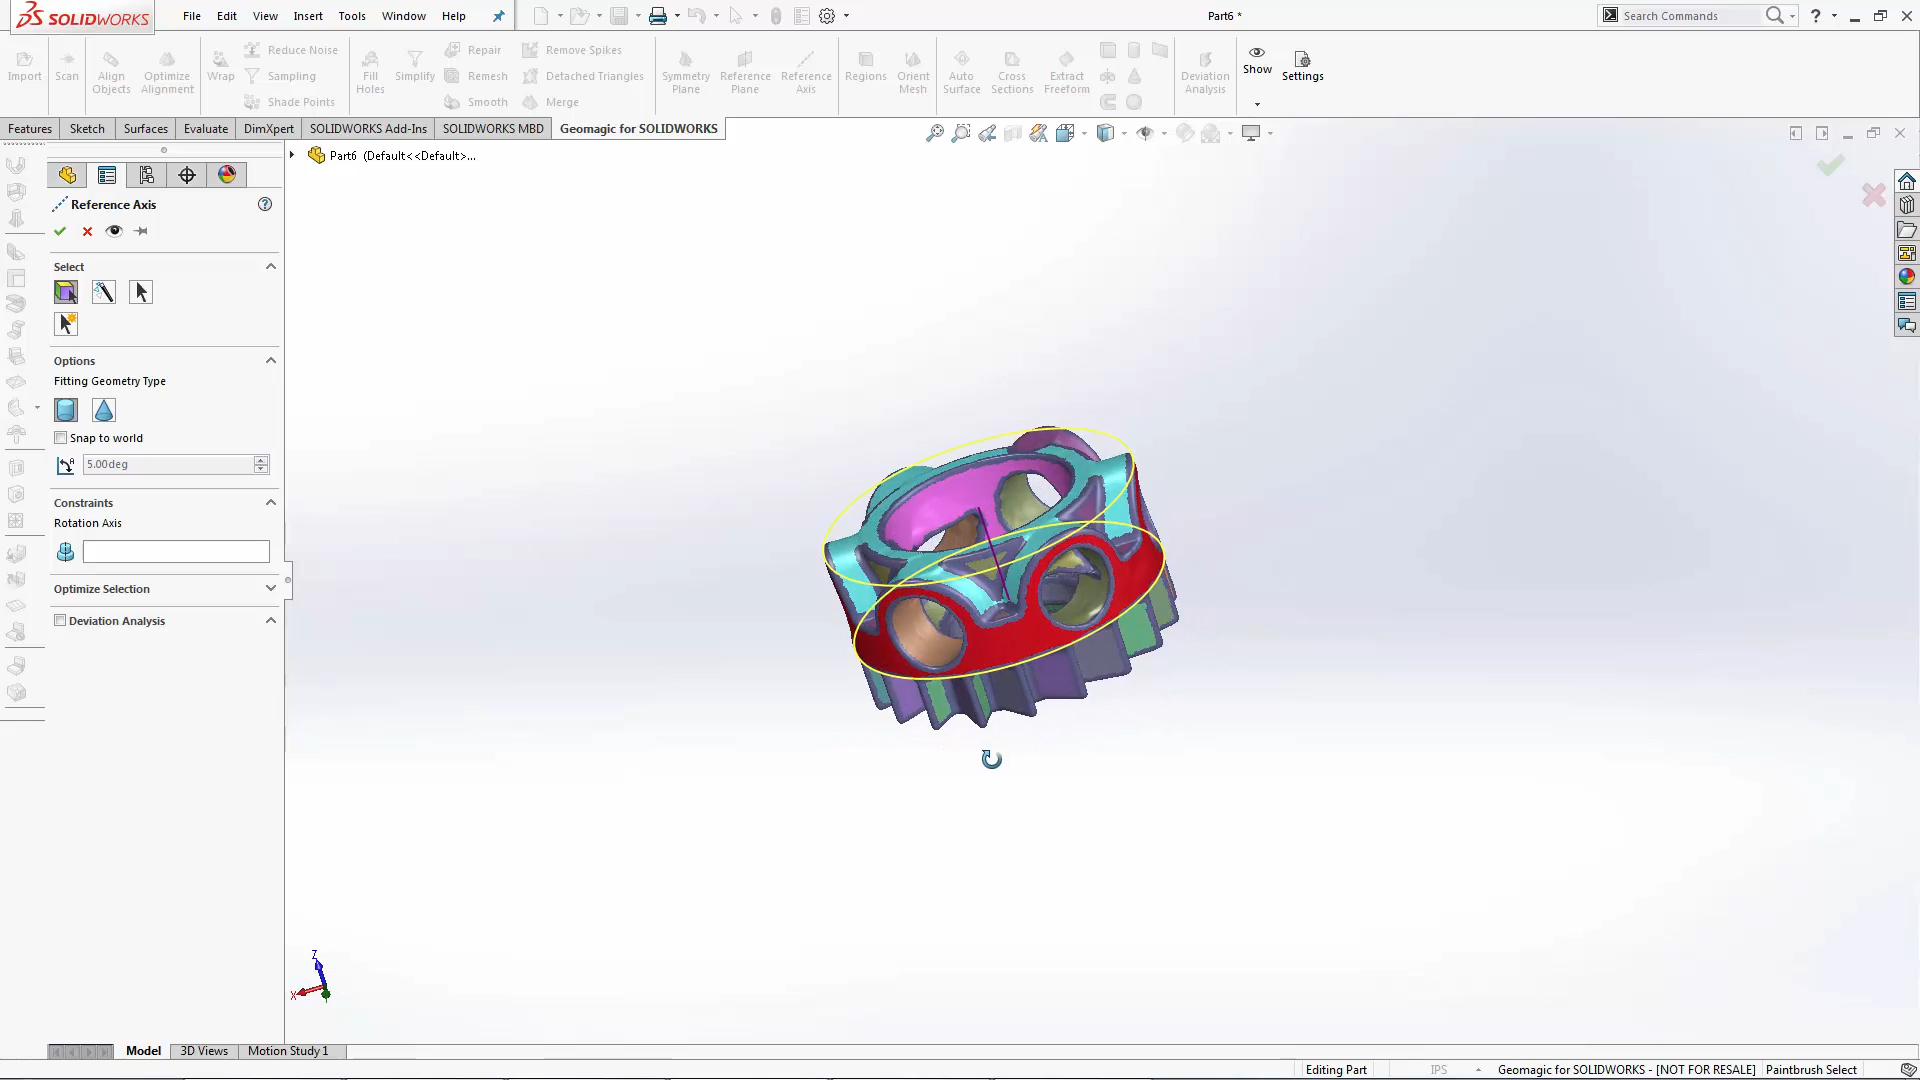 SOLIDWORKS
File Edit View Insert Tools Window Help
Part6 *
Search Commands
?
Import
Scan
Align Objects
Optimize Alignment
Wrap
Reduce Noise
Sampling
Shade Points
Fill Holes
Simplify
Repair
Remesh
Smooth
Remove Spikes
Detached Triangles
Merge
Symmetry Plane
Reference Plane
Reference Axis
Regions
Orient Mesh
Auto Surface
Cross Sections
Extract Freeform
Deviation Analysis
Show
Settings
Features Sketch Surfaces Evaluate DimXpert SOLIDWORKS Add-Ins SOLIDWORKS MBD Geomagic for SOLIDWORKS
Part6 (Default<<Default>...
Reference Axis
?
Select
Options
Fitting Geometry Type
Snap to world
5.00deg
Constraints
Rotation Axis
Optimize Selection
Deviation Analysis
Z
X
Model 3D Views Motion Study 1
Editing Part IPS Geomagic for SOLIDWORKS - [NOT FOR RESALE] Paintbrush Select